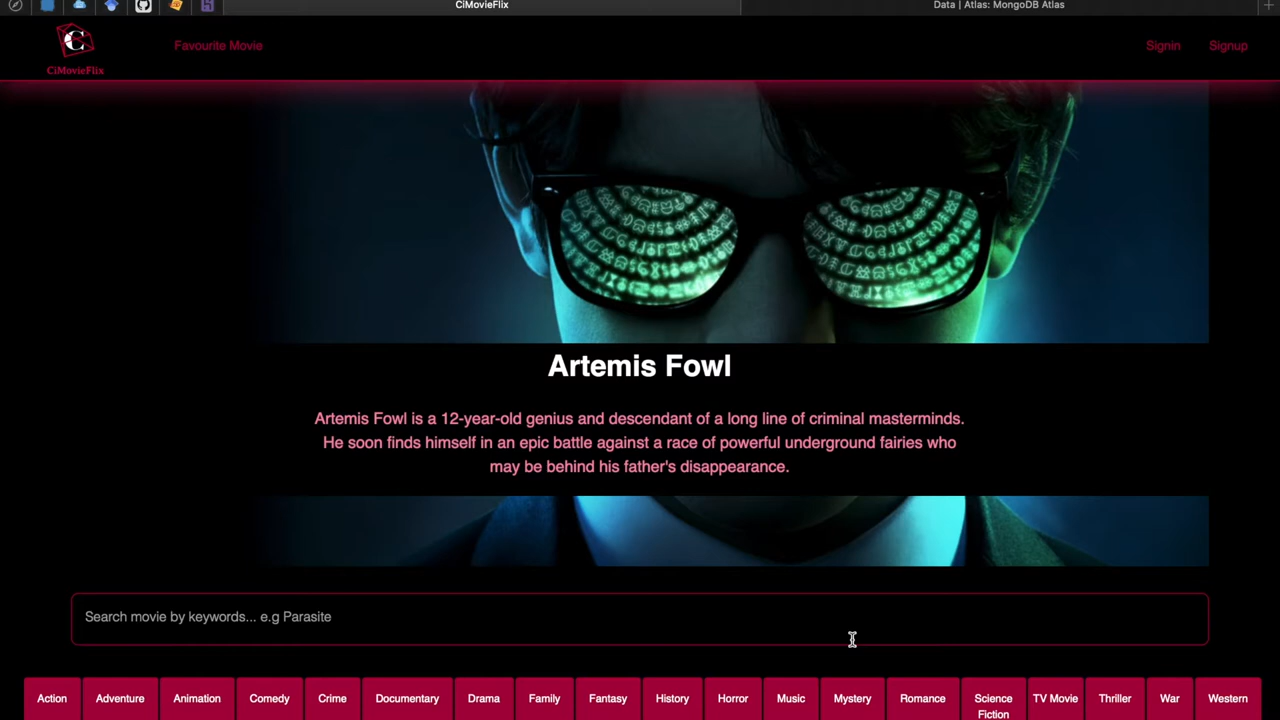 CiMovieFlix
Data | Atlas: MongoDB Atlas
C
CiMovieFlix
Favourite Movie
Signin
Signup
Artemis Fowl
Artemis Fowl is a 12-year-old genius and descendant of a long line of criminal masterminds.
He soon finds himself in an epic battle against a race of powerful underground fairies who
may be behind his father's disappearance.
Search movie by keywords... e.g Parasite
Action
Adventure
Animation
Comedy
Crime
Documentary
Drama
Family
Fantasy
History
Horror
Music
Mystery
Romance
Science
Fiction
TV Movie
Thriller
War
Western